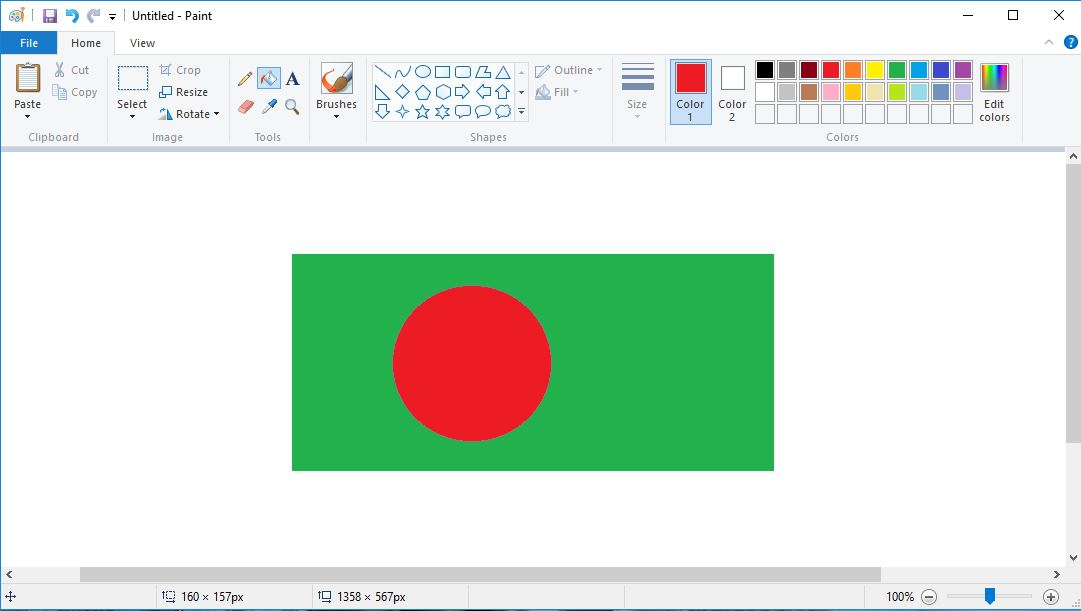 Untitled - Paint
File Home View
Paste
Cut
Copy
Clipboard
Select
Crop
Resize
Rotate
Image
A
Tools
Brushes
Shapes
Outline
Fill
Size
Color
1
Color
2
Edit
colors
Colors
160 × 157px 1358 × 567px 100%